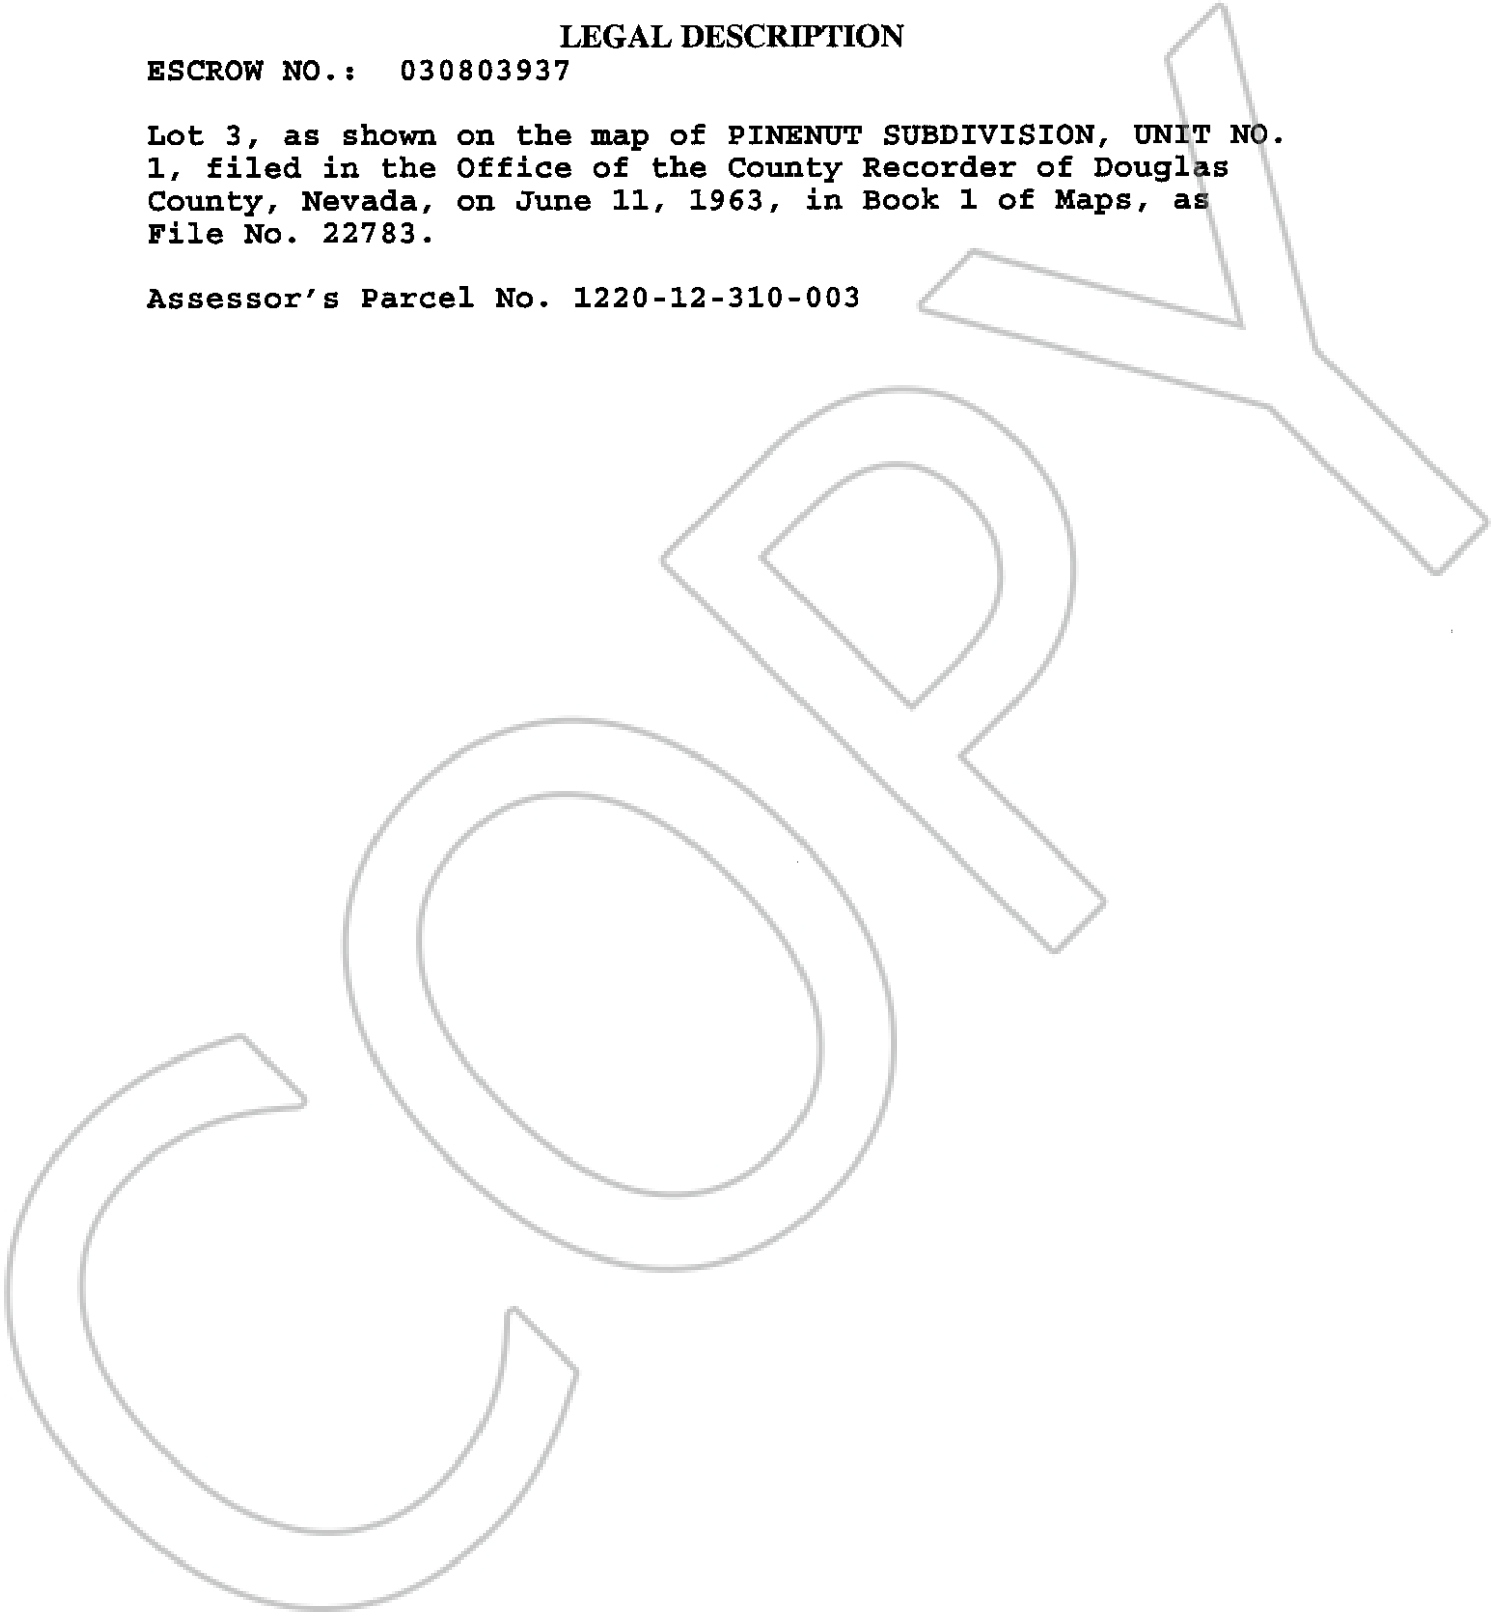 LEGAL DESCRIPTION
ESCROW NO.: 030803937
Lot 3, as shown on the map of PINENUT SUBDIVISION, UNIT NO.
1, filed in the Office of the County Recorder of Douglas
County, Nevada, on June 11, 1963, in Book 1 of Maps, as
File No. 22783.
Assessor's Parcel No. 1220-12-310-003
COPY